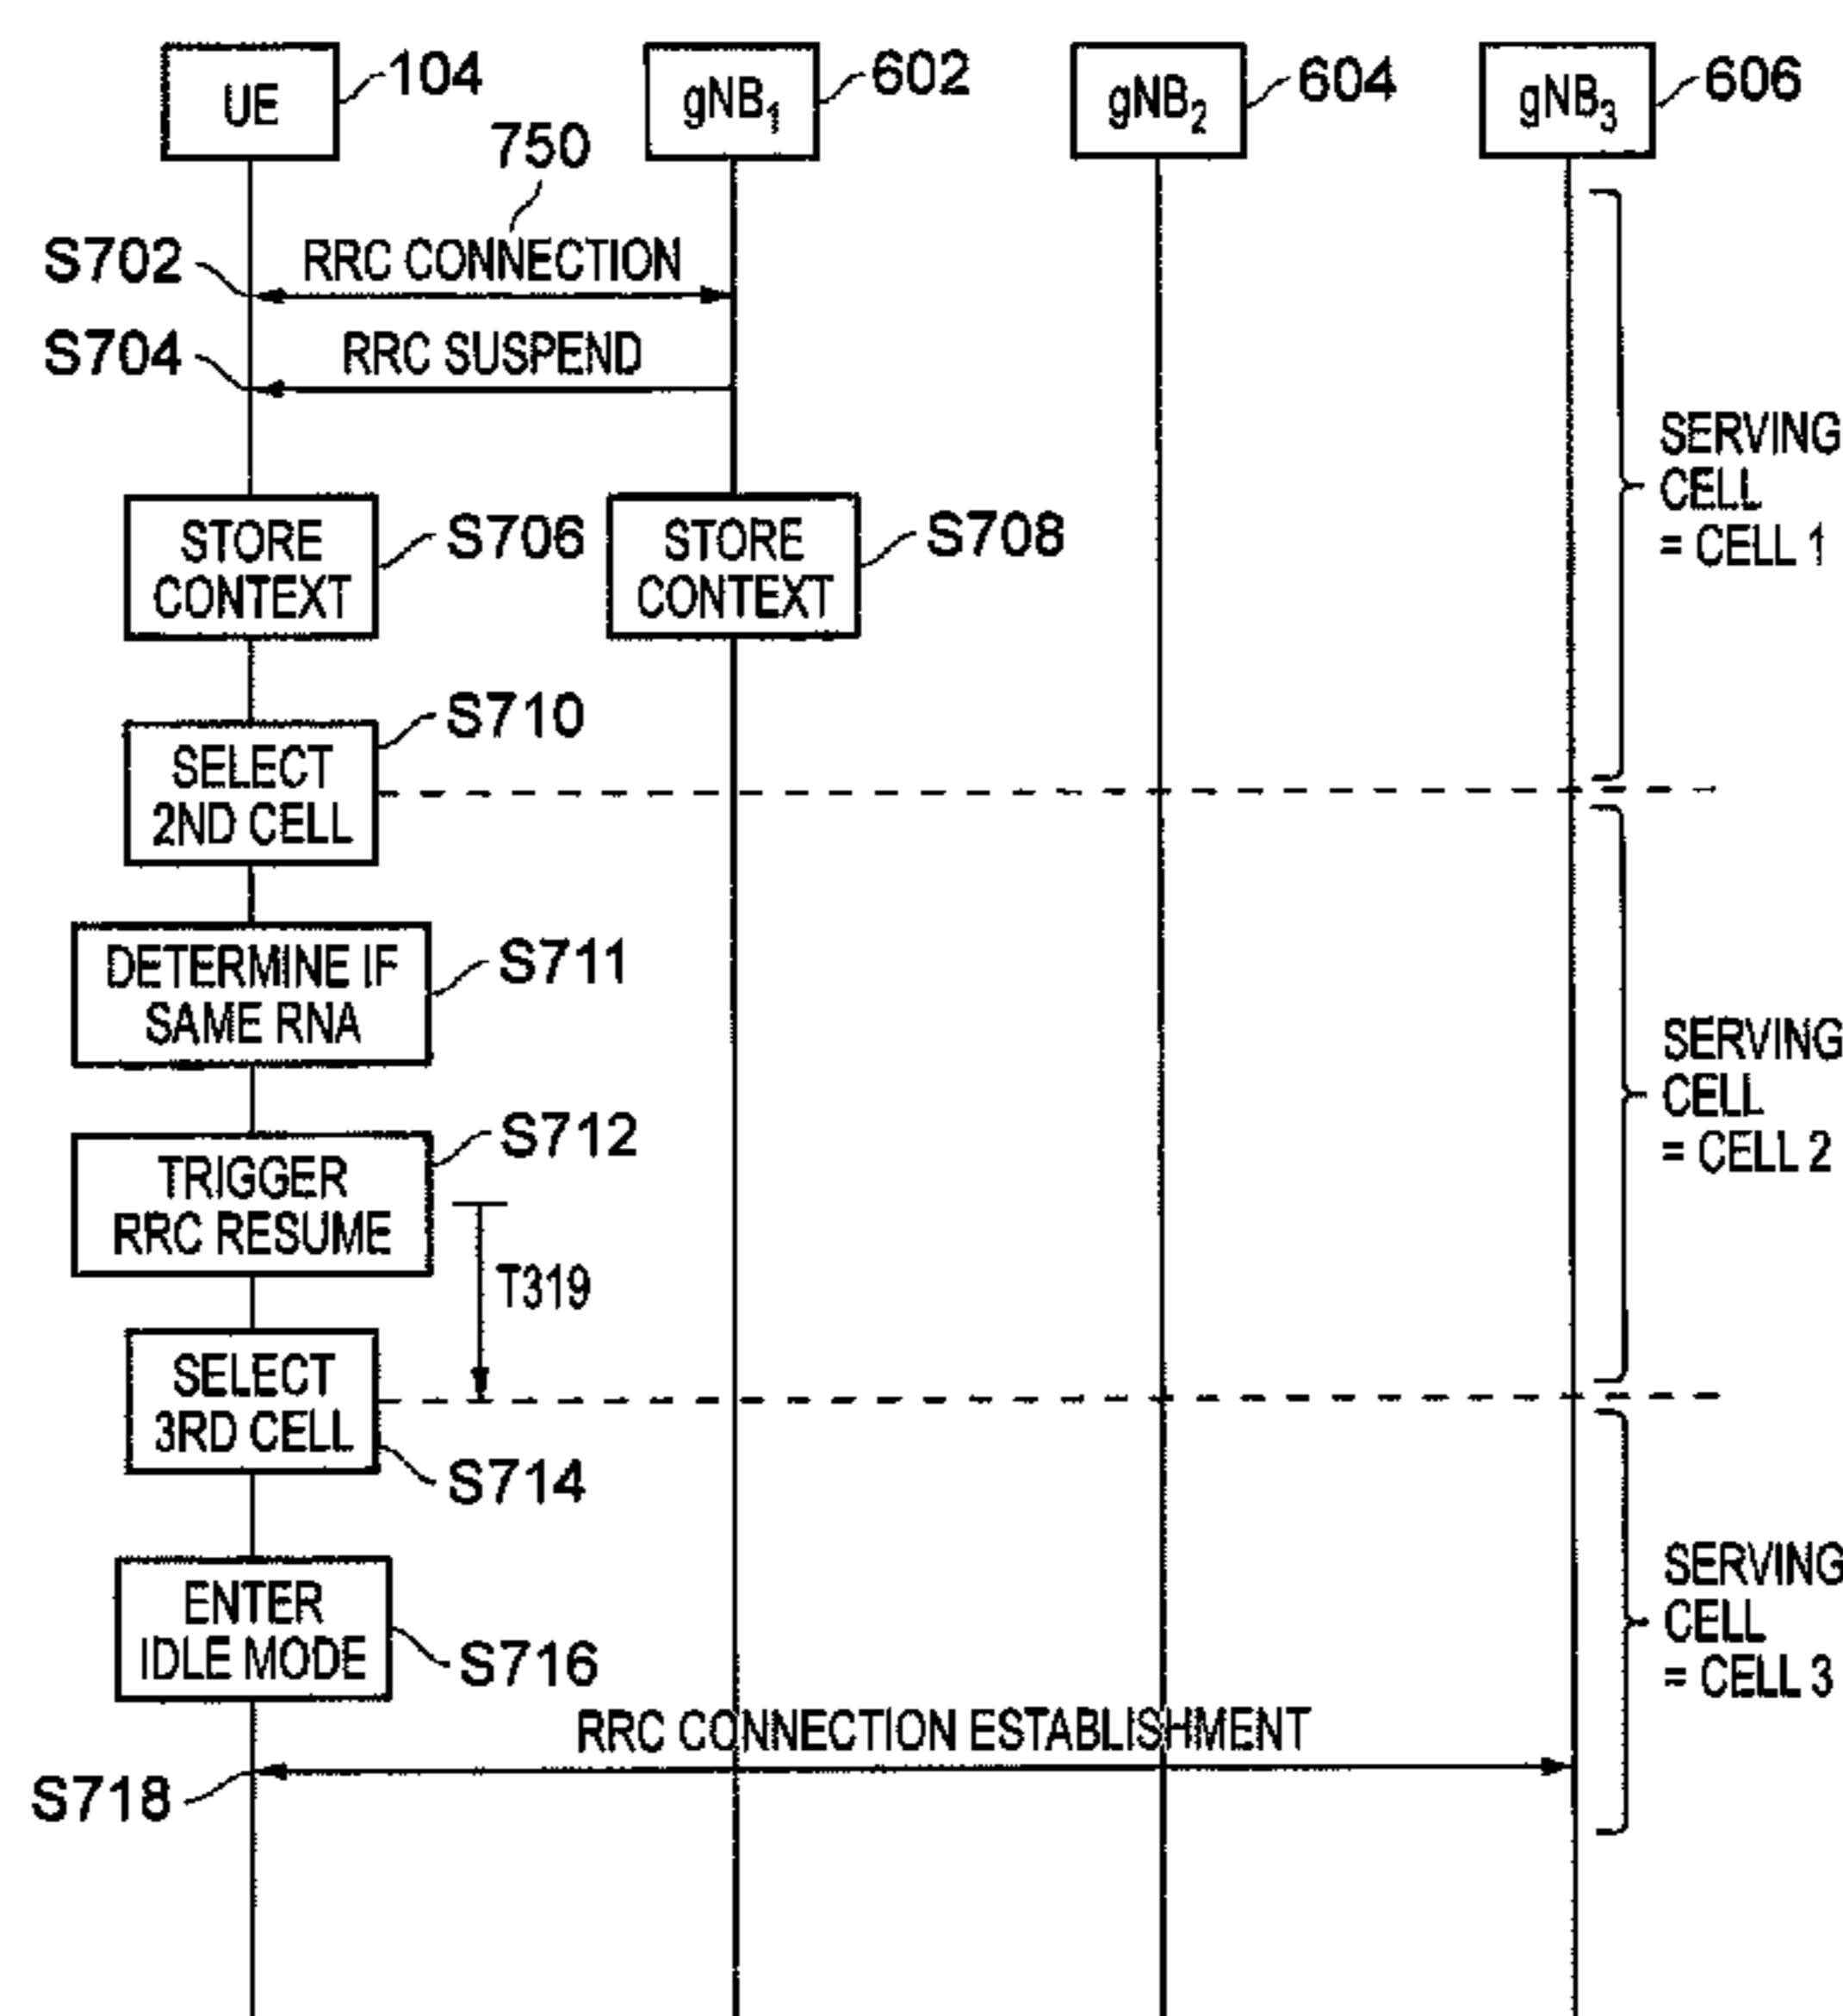 UE
104
gNB1
602
gNB2
604
gNB3
606
750
S702
RRC CONNECTION
S704
RRC SUSPEND
SERVING
CELL
= CELL 1
STORE
CONTEXT
S706
STORE
CONTEXT
S708
SELECT
2ND CELL
S710
DETERMINE IF
SAME RNA
S711
SERVING
CELL
= CELL 2
TRIGGER
RRC RESUME
S712
T319
SELECT
3RD CELL
S714
ENTER
IDLE MODE
S716
SERVING
CELL
= CELL 3
RRC CONNECTION ESTABLISHMENT
S718